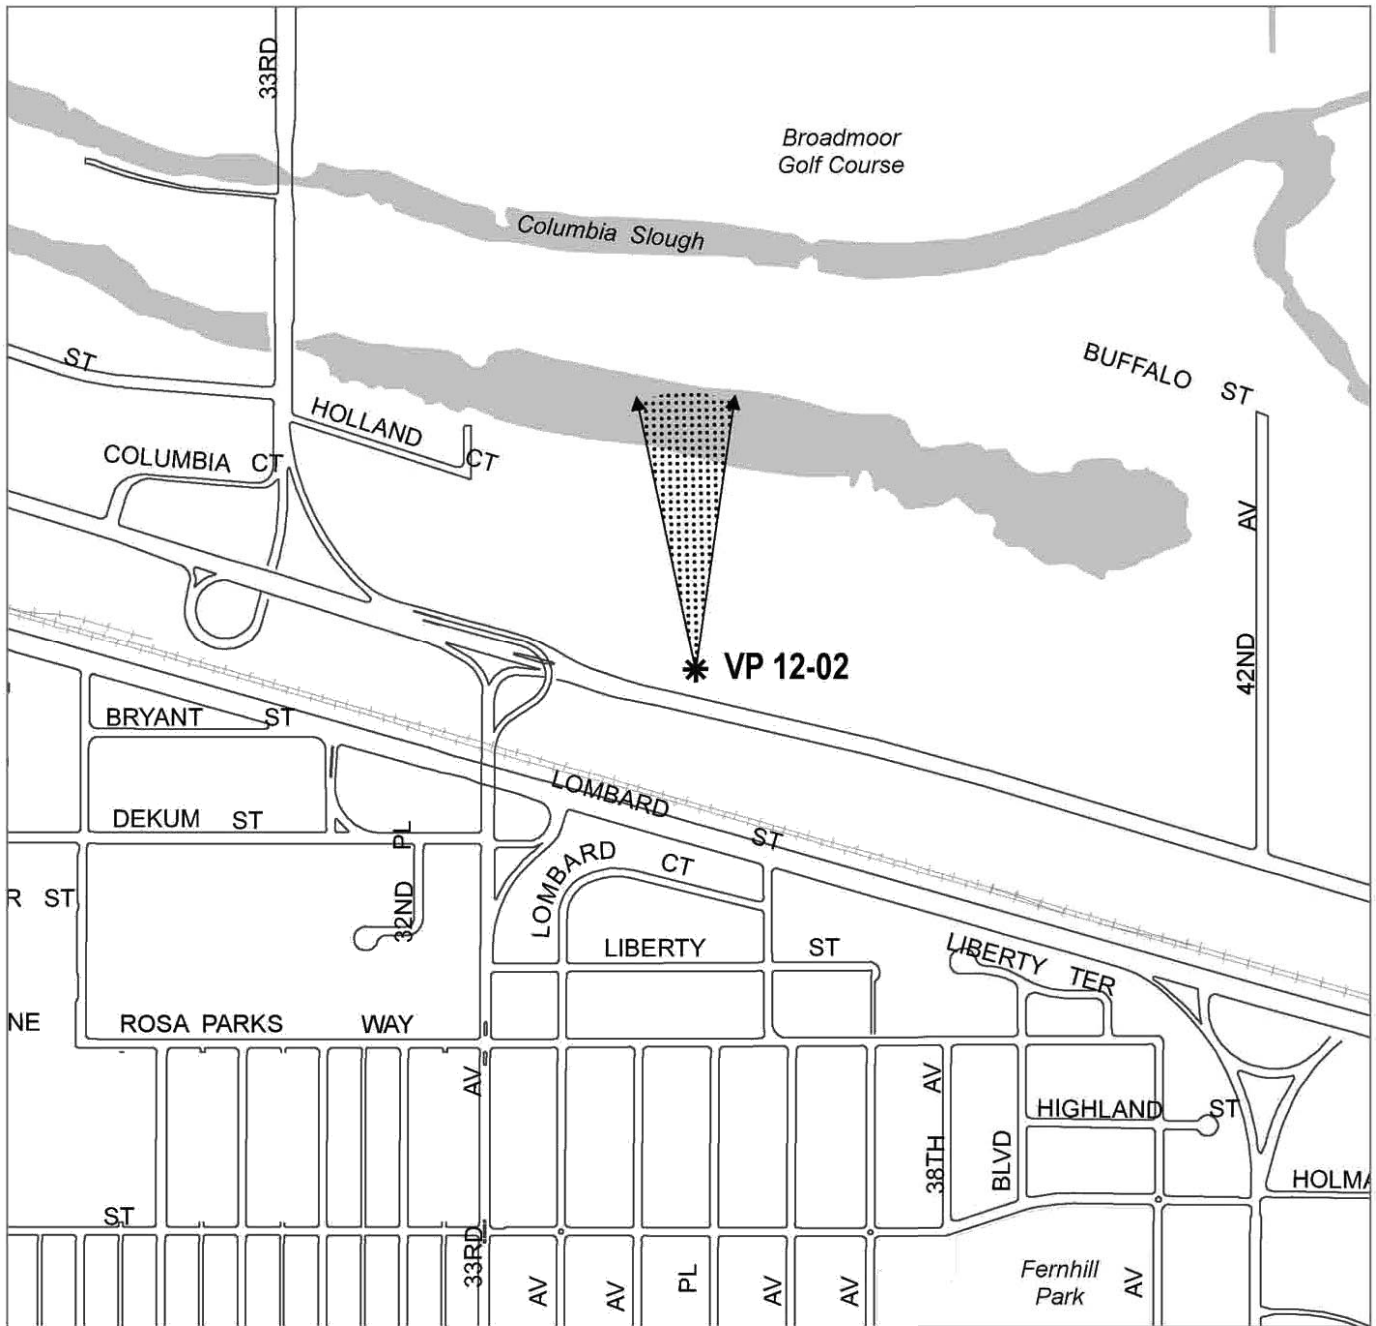 33RD
Broadmoor
Golf Course
Columbia Slough
BUFFALO ST
ST
HOLLAND CT
COLUMBIA CT
42ND AV
VP 12-02
BRYANT ST
LOMBARD ST
DEKUM ST
32ND PL
LOMBARD CT
R ST
LIBERTY ST
LIBERTY TER
NE ROSA PARKS WAY
33RD AV
38TH AV
BLVD
HIGHLAND ST
HOLMA
ST
Fernhill
Park
AV
AV
PL
AV
AV
AV